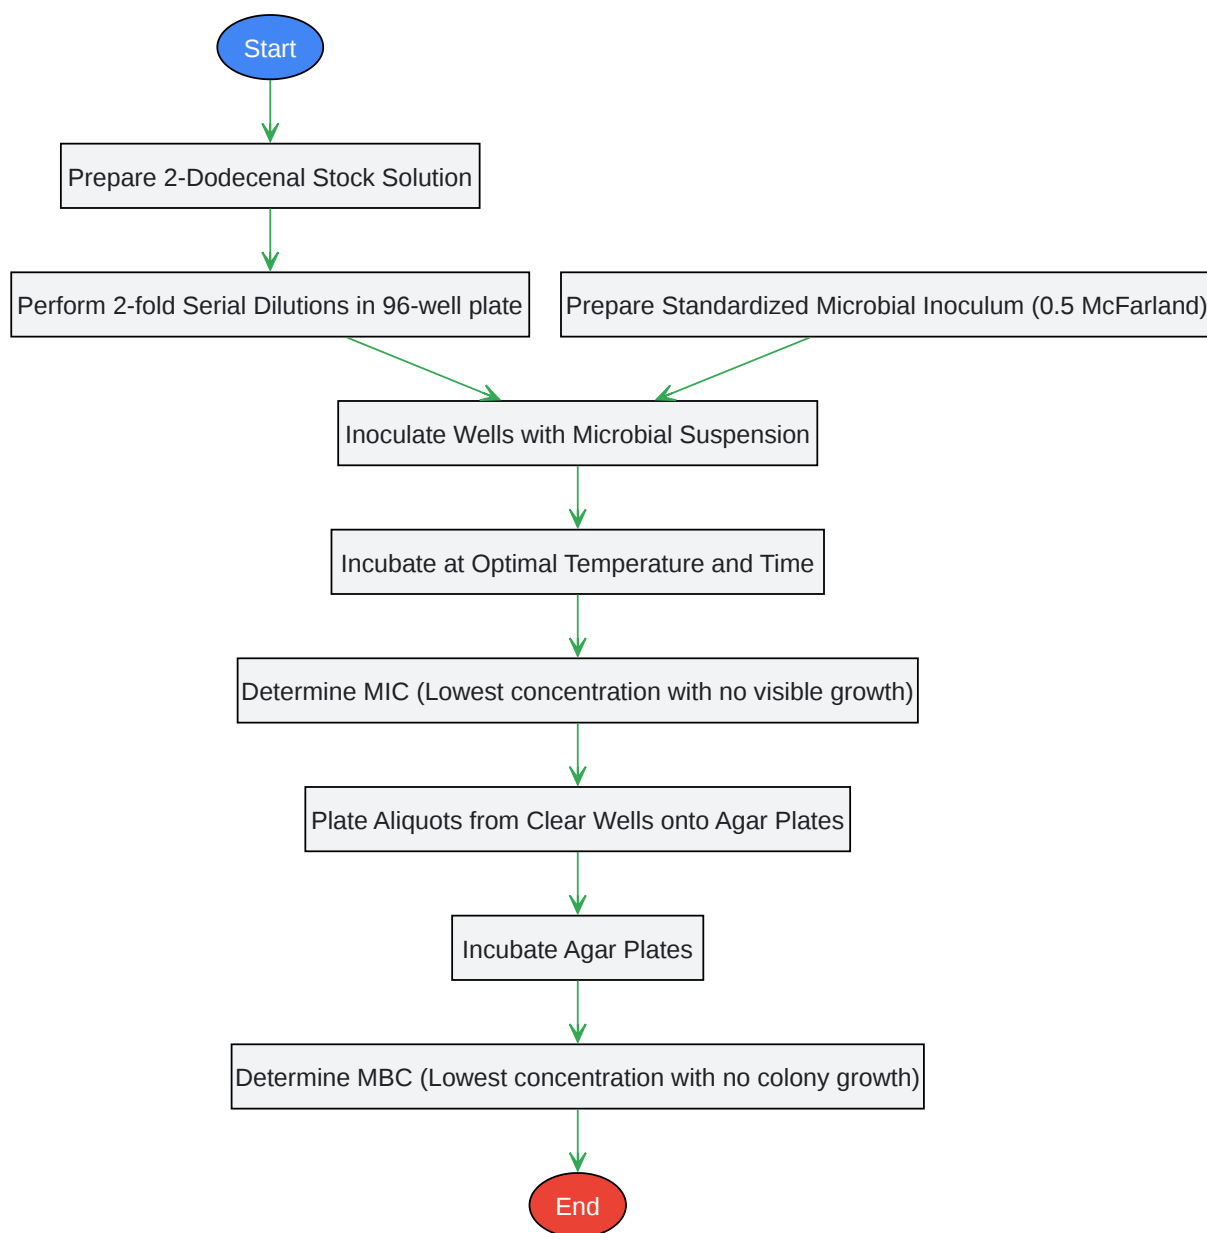 Start
Prepare 2-Dodecenal Stock Solution
Perform 2-fold Serial Dilutions in 96-well plate
Prepare Standardized Microbial Inoculum (0.5 McFarland)
Inoculate Wells with Microbial Suspension
Incubate at Optimal Temperature and Time
Determine MIC (Lowest concentration with no visible growth)
Plate Aliquots from Clear Wells onto Agar Plates
Incubate Agar Plates
Determine MBC (Lowest concentration with no colony growth)
End